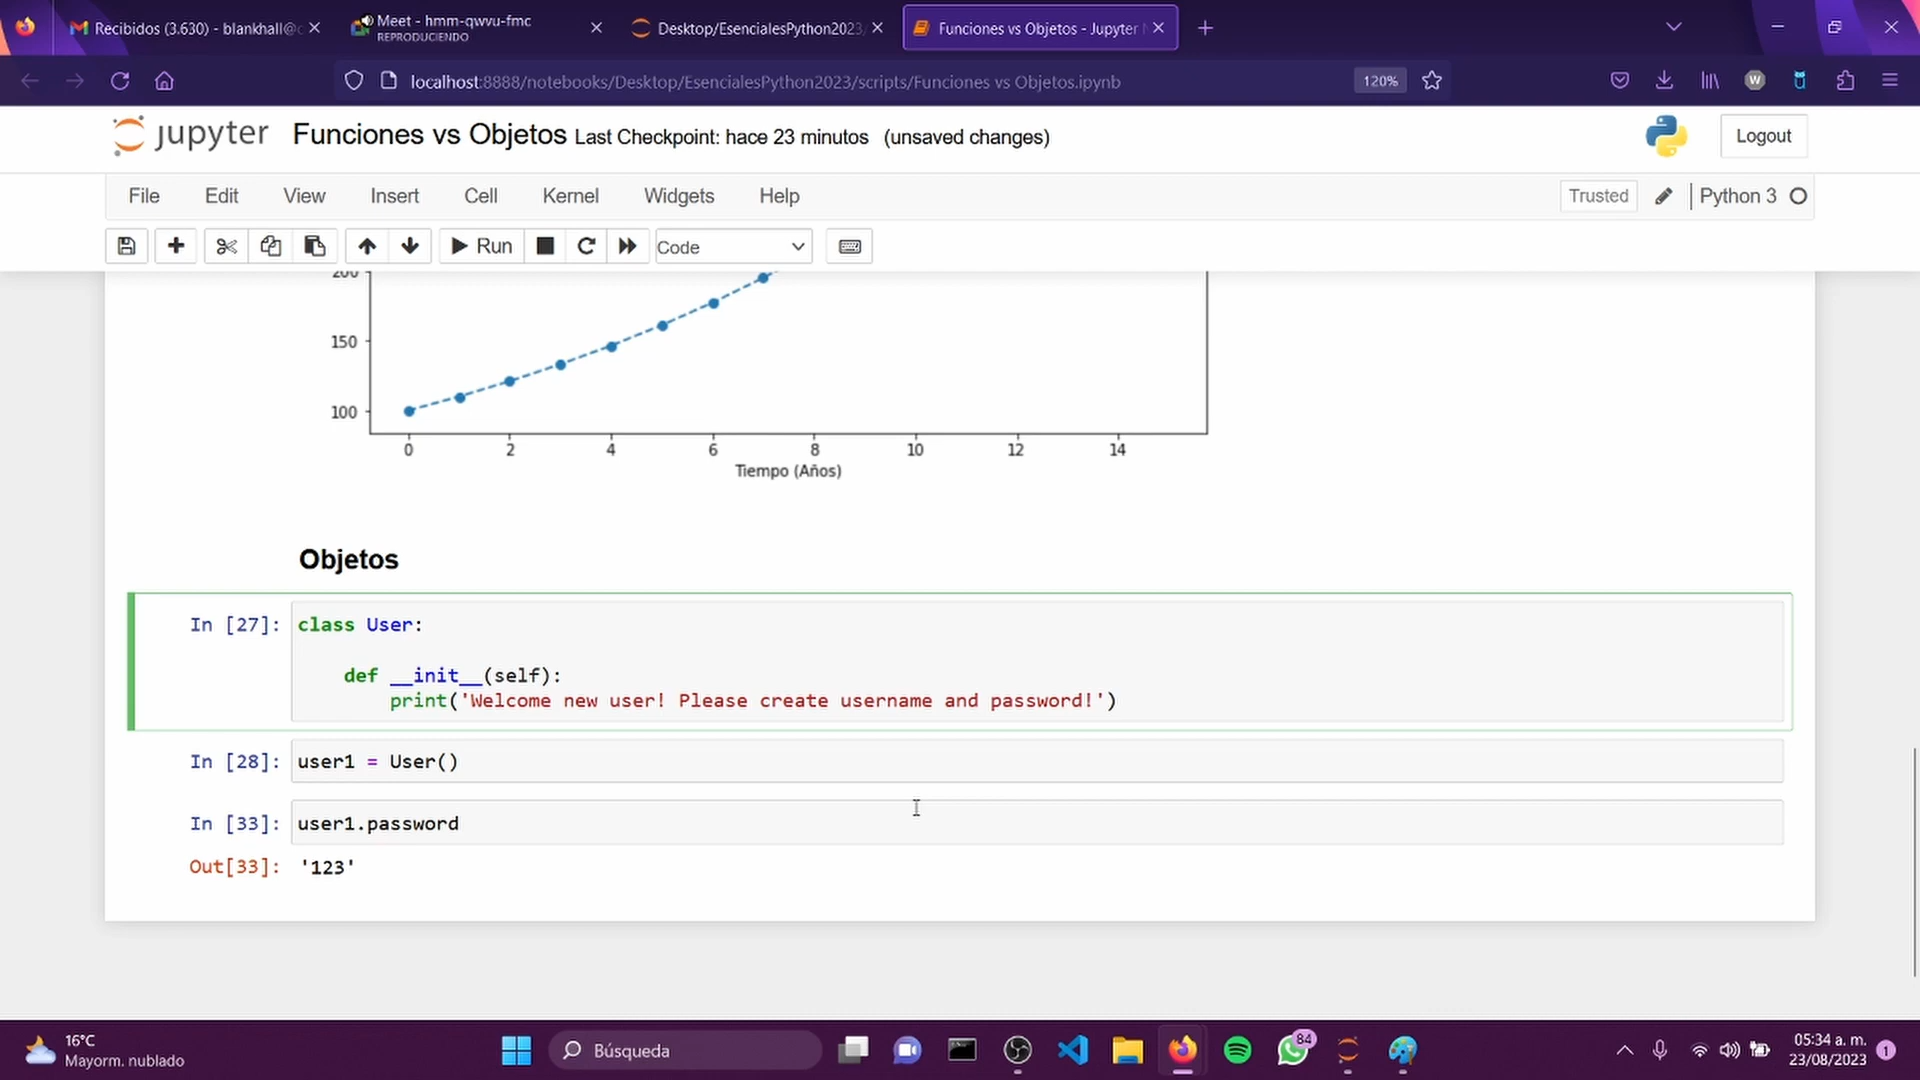 Recibidos (3.630) - blankhall@c
Meet - hmm-qwvu-fmc
REPRODUCIENDO
Desktop/EsencialesPython2023/
Funciones vs Objetos - Jupyter N
localhost:8888/notebooks/Desktop/EsencialesPython2023/scripts/Funciones vs Objetos.ipynb
120%
W
jupyter
Funciones vs Objetos Last Checkpoint: hace 23 minutos (unsaved changes)
Logout
File Edit View Insert Cell Kernel Widgets Help
Trusted
Python 3
Run
Code
200
150
100
0 2 4 6 8 10 12 14
Tiempo (Años)
Objetos
In [27]: class User:
def __init__(self):
print('Welcome new user! Please create username and password!')
In [28]: user1 = User()
In [33]: user1.password
Out[33]: '123'
16°C
Mayorm. nublado
Búsqueda
84
05:34 a. m.
23/08/2023
1